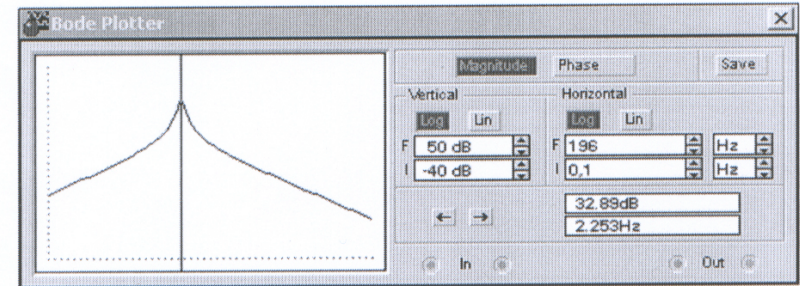 Bode Plotter
Magnitude Phase Save
Vertical Horizontal
Log Lin Log Lin
F 50 dB F 196 Hz
I -40 dB I 0,1 Hz
32.89dB
2.253Hz
In Out